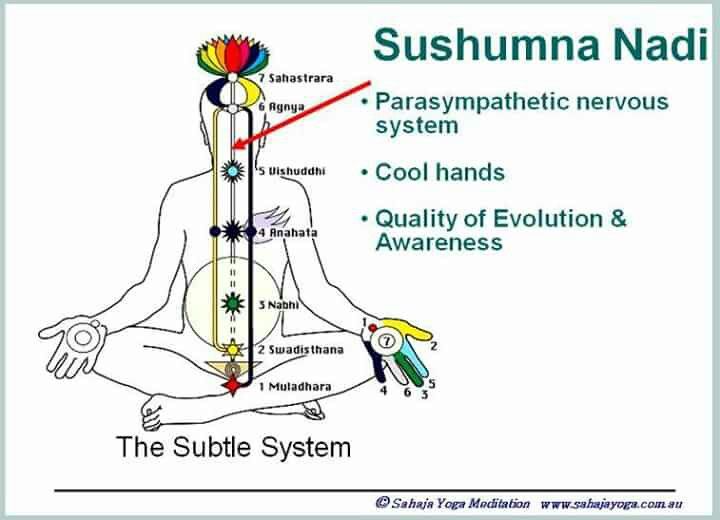 Sushumna Nadi
• Parasympathetic nervous
system
• Cool hands
• Quality of Evolution &
Awareness
7 Sahastrara
6 Agnya
5 Vishuddhi
4 Anahata
3 Nabhi
2 Swadisthana
1 Muladhara
1
7
2
5
3
6
4
The Subtle System
© Sahaja Yoga Meditation www.sahajayoga.com.au